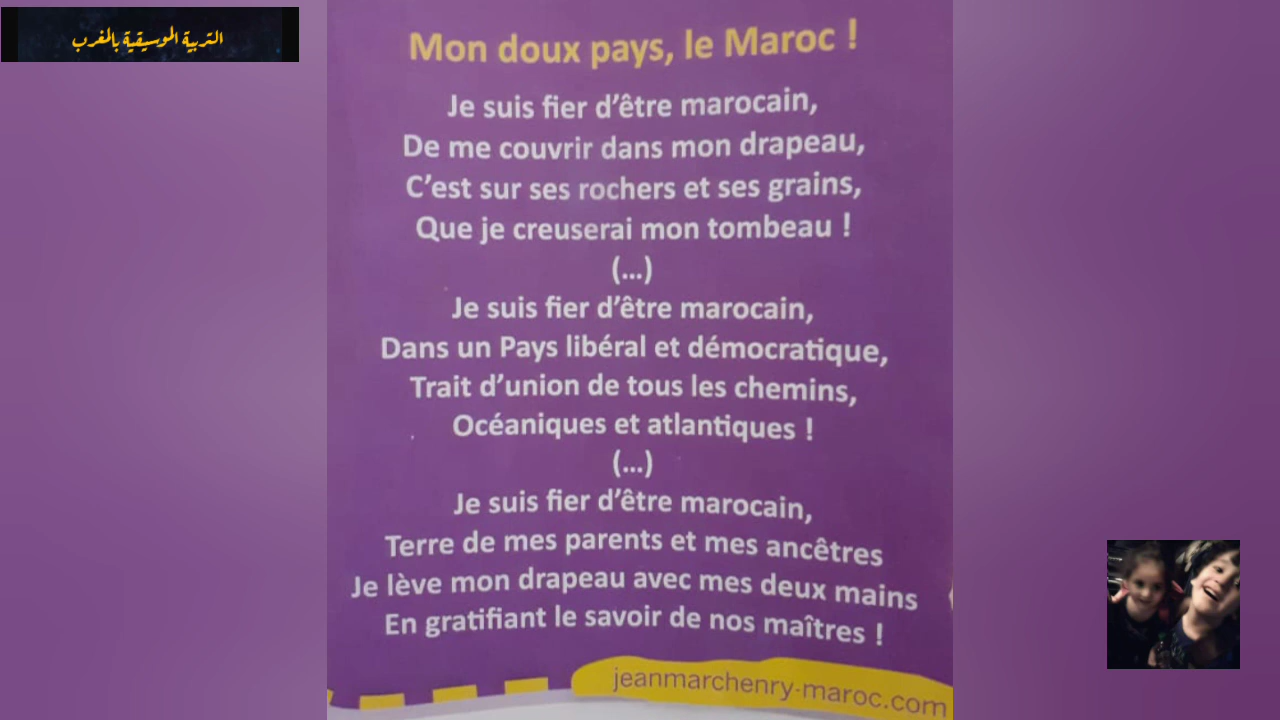 التربية الموسيقية بالمغرب
Mon doux pays, le Maroc !
Je suis fier d'être marocain,
De me couvrir dans mon drapeau,
C'est sur ses rochers et ses grains,
Que je creuserai mon tombeau !
(...)
Je suis fier d'être marocain,
Dans un Pays libéral et démocratique,
Trait d'union de tous les chemins,
Océaniques et atlantiques !
(...)
Je suis fier d'être marocain,
Terre de mes parents et mes ancêtres
Je lève mon drapeau avec mes deux mains
En gratifiant le savoir de nos maîtres !
jeanmarchenry-maroc.com